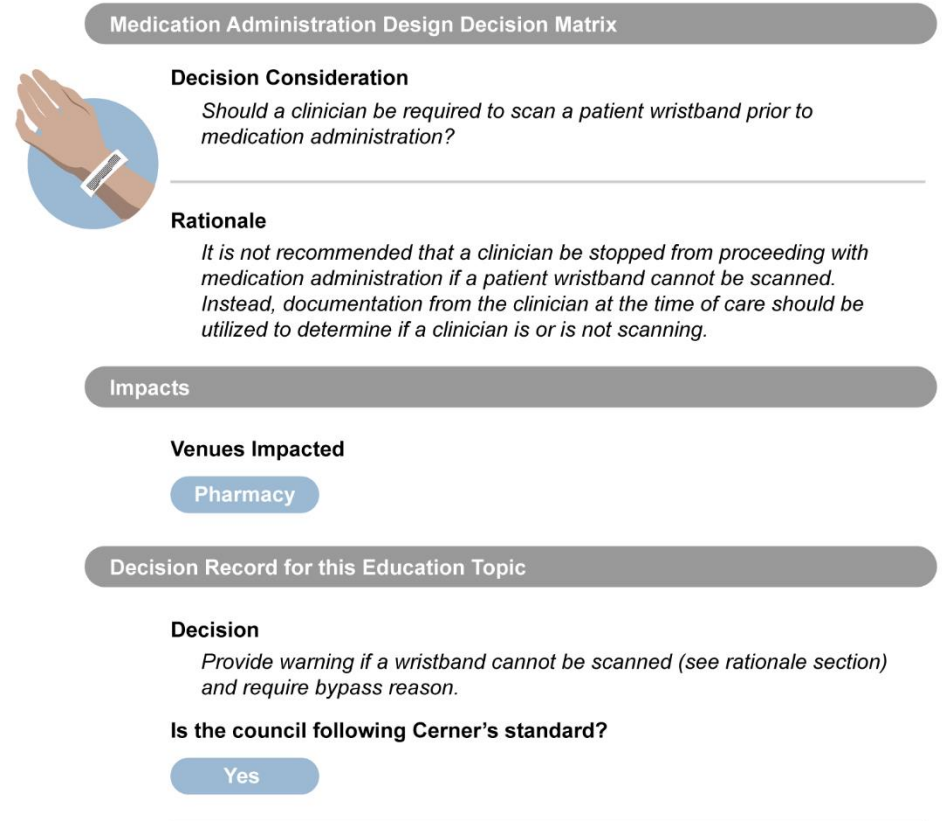 Medication Administration Design Decision Matrix
Decision Consideration
Should a clinician be required to scan a patient wristband prior to
medication administration?
Rationale
It is not recommended that a clinician be stopped from proceeding with
medication administration if a patient wristband cannot be scanned.
Instead, documentation from the clinician at the time of care should be
utilized to determine if a clinician is or is not scanning.
Impacts
Venues Impacted
Pharmacy
Decision Record for this Education Topic
Decision
Provide warning if a wristband cannot be scanned (see rationale section)
and require bypass reason.
Is the council following Cerner’s standard?
Yes